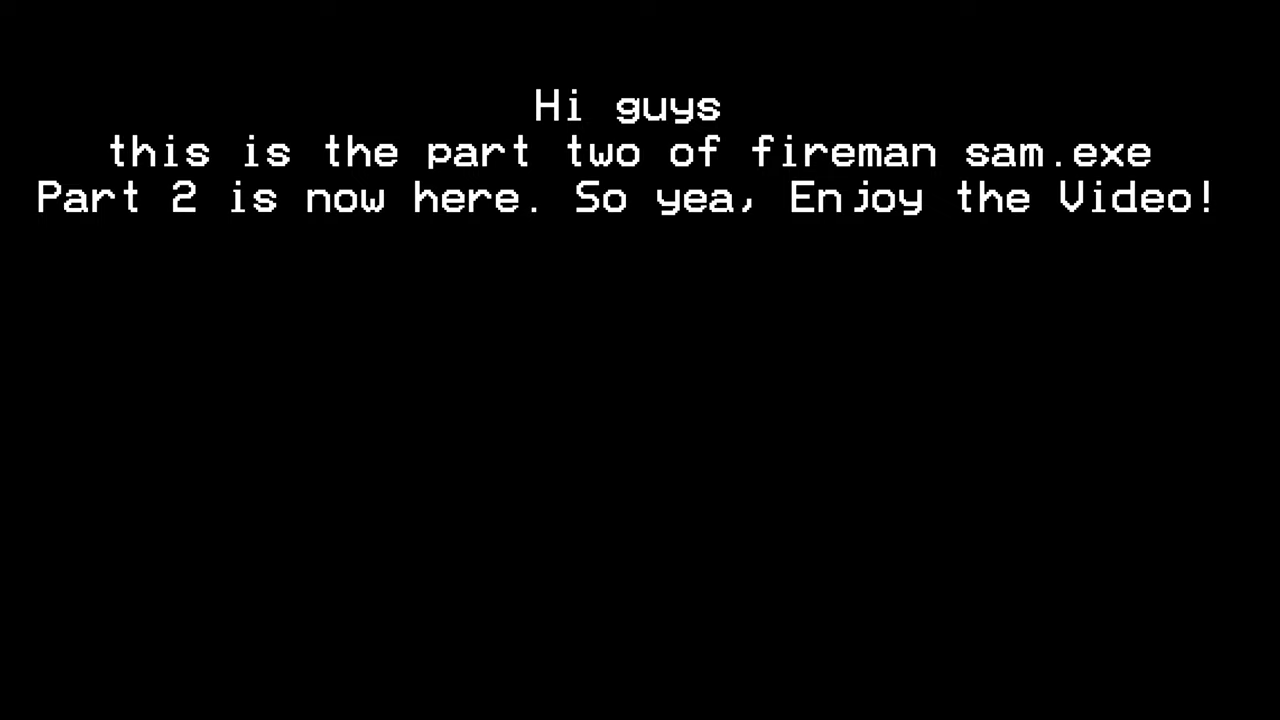 Hi guys
this is the part two of fireman sam.exe
Part 2 is now here. So yea, Enjoy the Video!